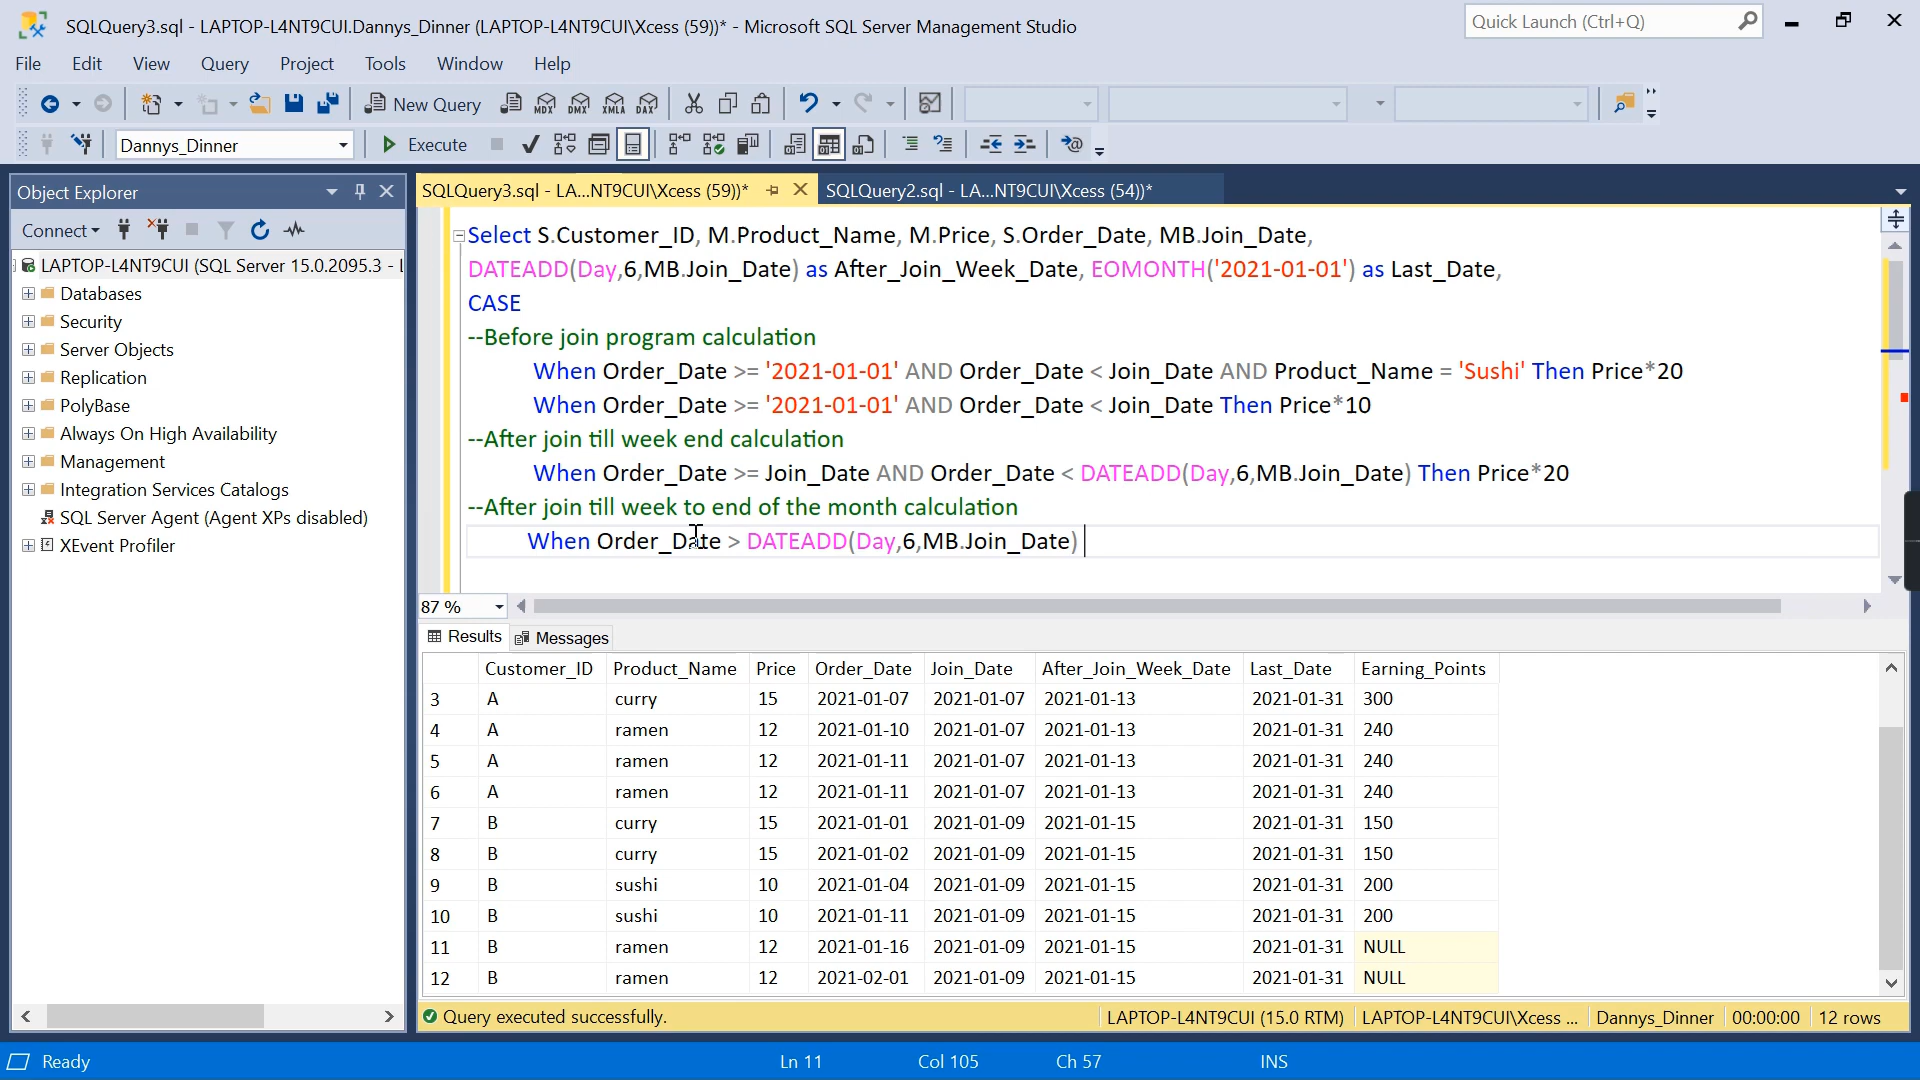 SQLQuery3.sql - LAPTOP-L4NT9CUI.Dannys_Dinner (LAPTOP-L4NT9CUI\Xcess (59))* - Microsoft SQL Server Management Studio
Quick Launch (Ctrl+Q)
File Edit View Query Project Tools Window Help
New Query MDX DMX XMLA DAX
Dannys_Dinner Execute
Object Explorer
SQLQuery3.sql - LA...NT9CUI\Xcess (59))*
SQLQuery2.sql - LA...NT9CUI\Xcess (54))*
Connect
LAPTOP-L4NT9CUI (SQL Server 15.0.2095.3 - L
Databases
Security
Server Objects
Replication
PolyBase
Always On High Availability
Management
Integration Services Catalogs
SQL Server Agent (Agent XPs disabled)
XEvent Profiler
Select S.Customer_ID, M.Product_Name, M.Price, S.Order_Date, MB.Join_Date,
DATEADD(Day,6,MB.Join_Date) as After_Join_Week_Date, EOMONTH('2021-01-01') as Last_Date,
CASE
--Before join program calculation
When Order_Date >= '2021-01-01' AND Order_Date < Join_Date AND Product_Name = 'Sushi' Then Price*20
When Order_Date >= '2021-01-01' AND Order_Date < Join_Date Then Price*10
--After join till week end calculation
When Order_Date >= Join_Date AND Order_Date < DATEADD(Day,6,MB.Join_Date) Then Price*20
--After join till week to end of the month calculation
When Order_Date > DATEADD(Day,6,MB.Join_Date)
87 %
Results Messages
Customer_ID Product_Name Price Order_Date Join_Date After_Join_Week_Date Last_Date Earning_Points
3 A curry 15 2021-01-07 2021-01-07 2021-01-13 2021-01-31 300
4 A ramen 12 2021-01-10 2021-01-07 2021-01-13 2021-01-31 240
5 A ramen 12 2021-01-11 2021-01-07 2021-01-13 2021-01-31 240
6 A ramen 12 2021-01-11 2021-01-07 2021-01-13 2021-01-31 240
7 B curry 15 2021-01-01 2021-01-09 2021-01-15 2021-01-31 150
8 B curry 15 2021-01-02 2021-01-09 2021-01-15 2021-01-31 150
9 B sushi 10 2021-01-04 2021-01-09 2021-01-15 2021-01-31 200
10 B sushi 10 2021-01-11 2021-01-09 2021-01-15 2021-01-31 200
11 B ramen 12 2021-01-16 2021-01-09 2021-01-15 2021-01-31 NULL
12 B ramen 12 2021-02-01 2021-01-09 2021-01-15 2021-01-31 NULL
Query executed successfully.
LAPTOP-L4NT9CUI (15.0 RTM) LAPTOP-L4NT9CUI\Xcess ... Dannys_Dinner 00:00:00 12 rows
Ready Ln 11 Col 105 Ch 57 INS